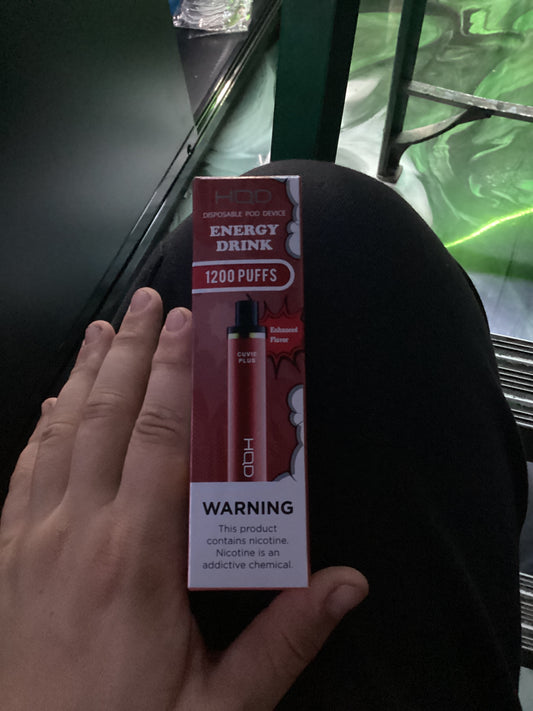 HQD
DISPOSABLE POD DEVICE
ENERGY
DRINK
1200 PUFFS
Enhanced
Flavor
CUVIE
PLUS
HQD
WARNING
This product
contains nicotine.
Nicotine is an
addictive chemical.